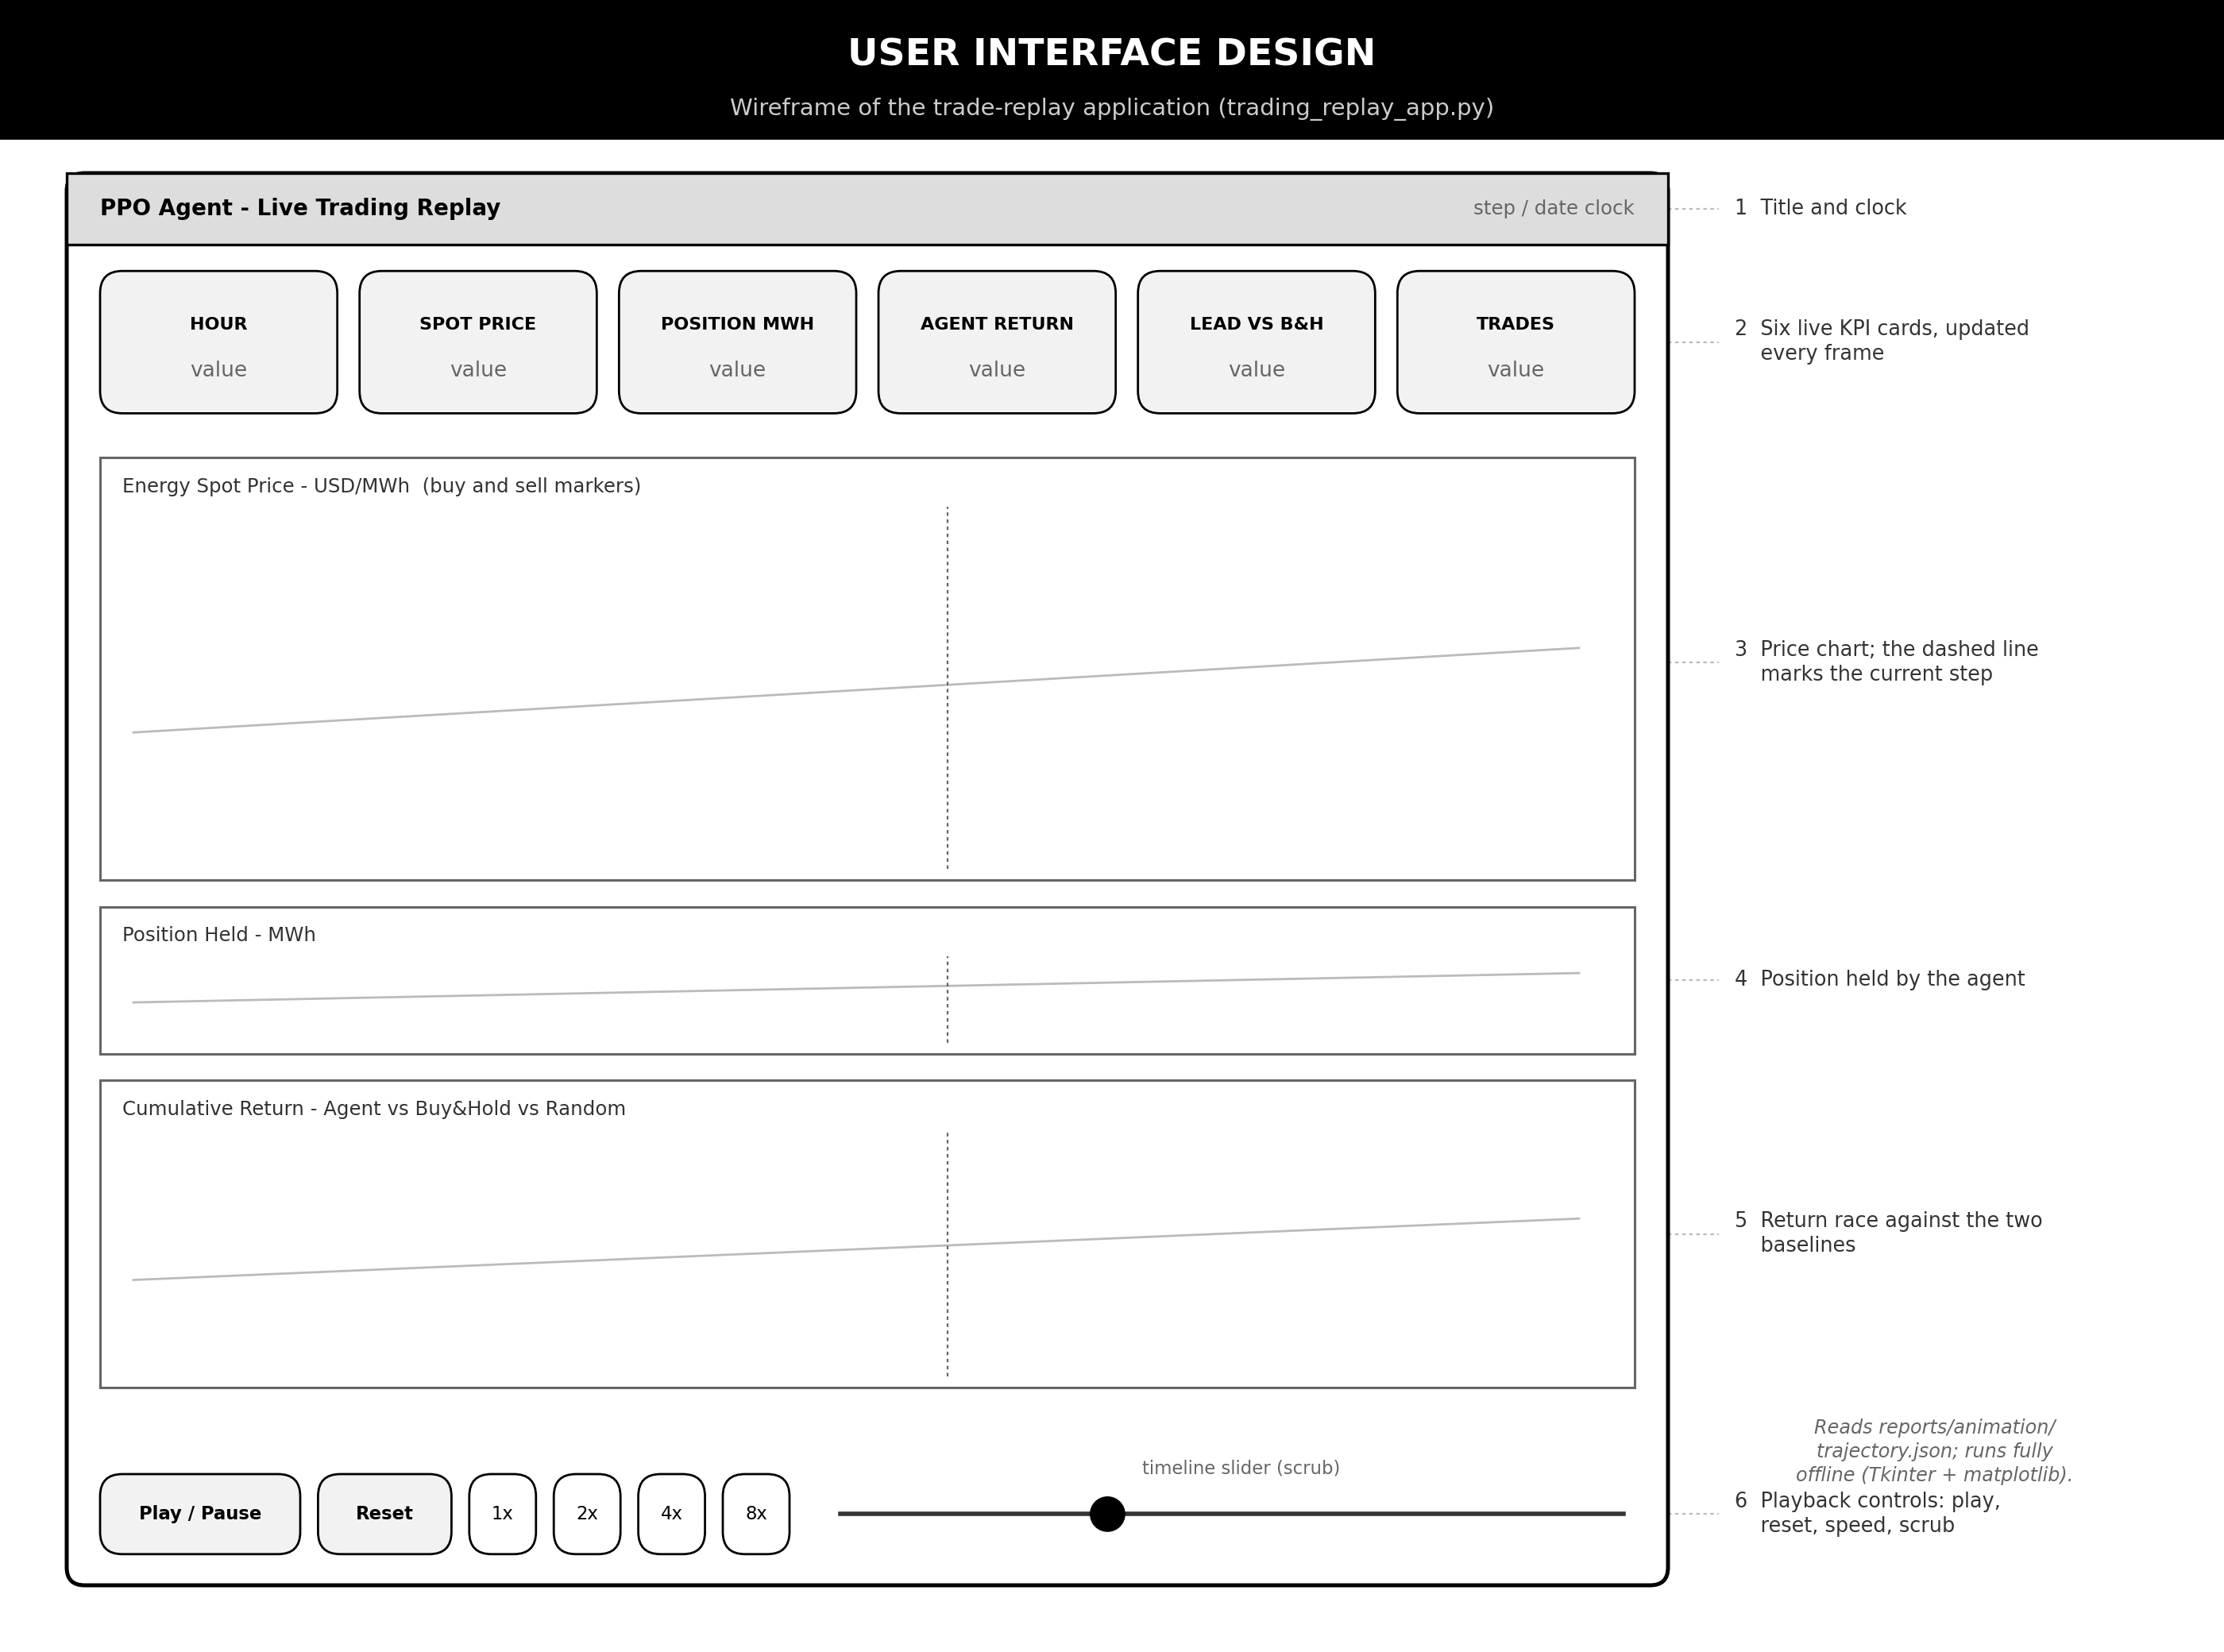 USER INTERFACE DESIGN
Wireframe of the trade-replay application (trading_replay_app.py)
PPO Agent - Live Trading Replay
step / date clock
1 Title and clock
HOUR
value
SPOT PRICE
value
POSITION MWH
value
AGENT RETURN
value
LEAD VS B&H
value
TRADES
value
2 Six live KPI cards, updated
every frame
Energy Spot Price - USD/MWh (buy and sell markers)
3 Price chart; the dashed line
marks the current step
Position Held - MWh
4 Position held by the agent
Cumulative Return - Agent vs Buy&Hold vs Random
5 Return race against the two
baselines
Reads reports/animation/
trajectory.json; runs fully
offline (Tkinter + matplotlib).
Play / Pause
Reset
1x
2x
4x
8x
timeline slider (scrub)
6 Playback controls: play,
reset, speed, scrub